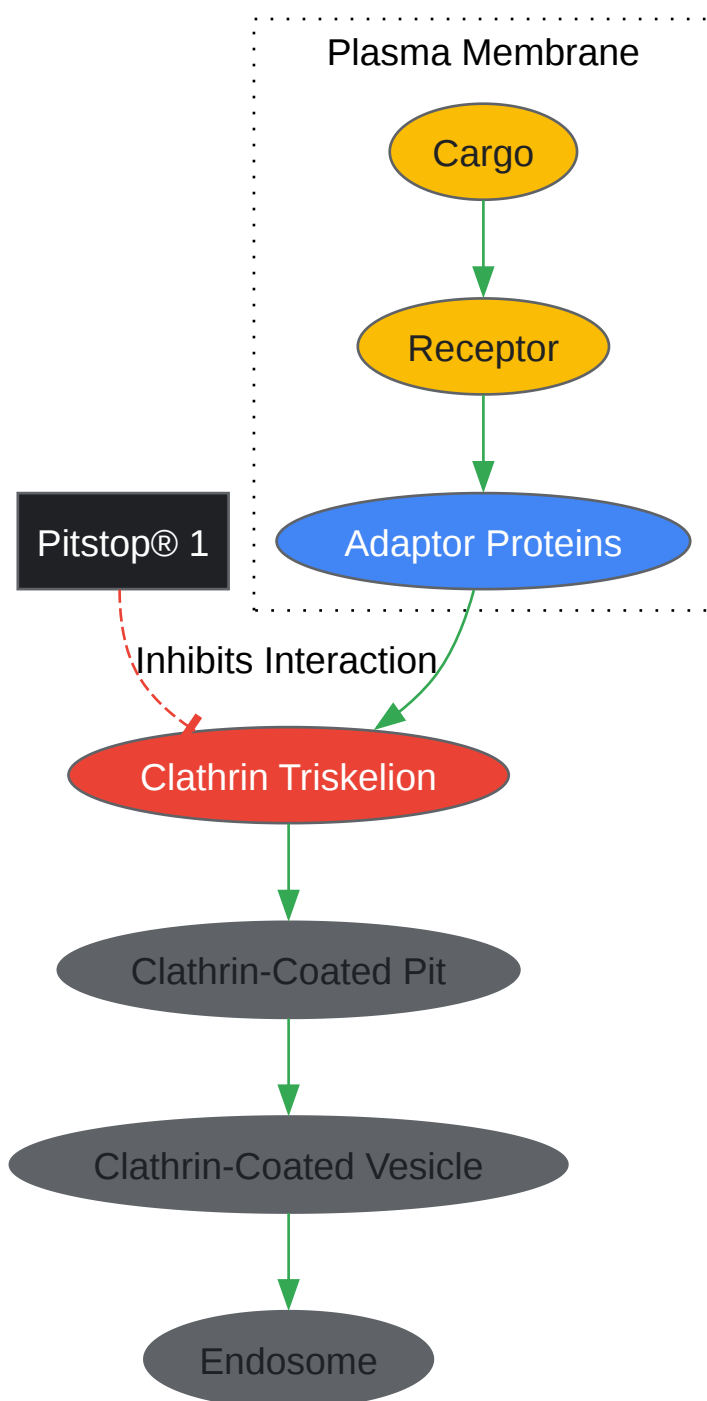 Plasma Membrane
Cargo
Receptor
Pitstop® 1
Adaptor Proteins
Inhibits Interaction
Clathrin Triskelion
Clathrin-Coated Pit
Clathrin-Coated Vesicle
Endosome